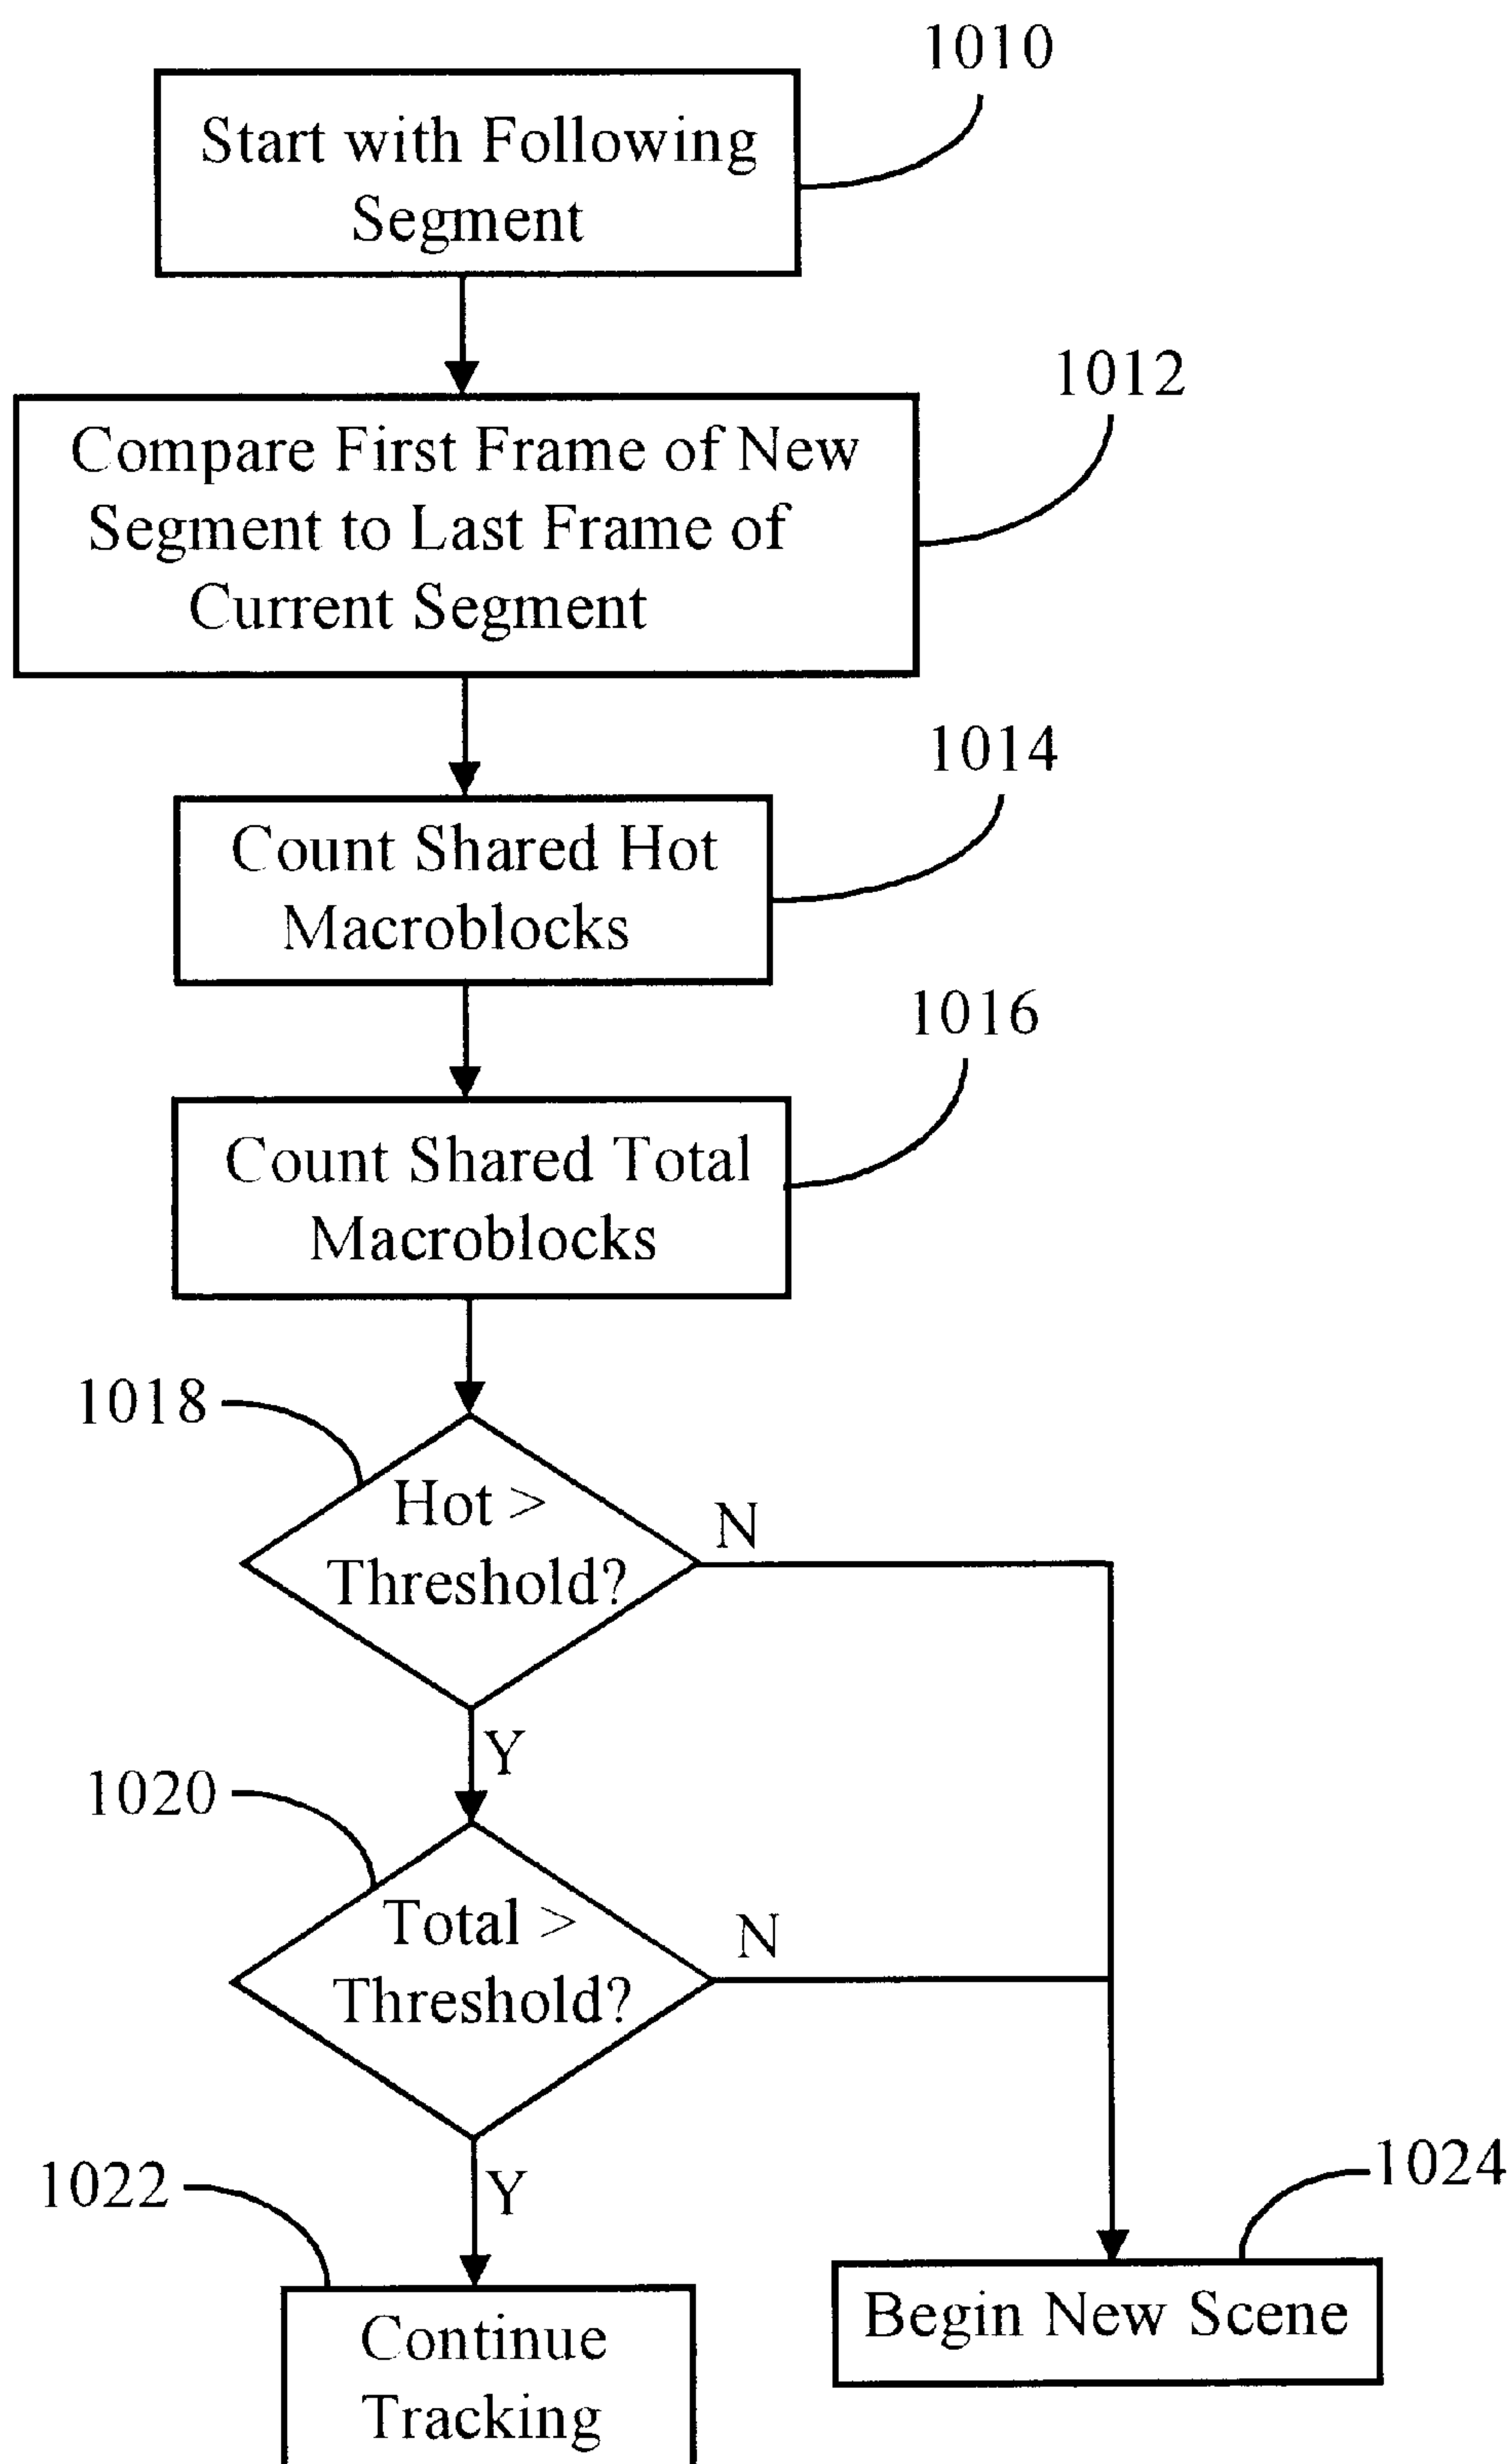 1010
Start with Following
Segment
1012
Compare First Frame of New
Segment to Last Frame of
Current Segment
1014
Count Shared Hot
Macroblocks
1016
Count Shared Total
Macroblocks
1018
Hot >
Threshold?
N
Y
1020
Total >
Threshold?
N
Y
1022
Continue
Tracking
1024
Begin New Scene